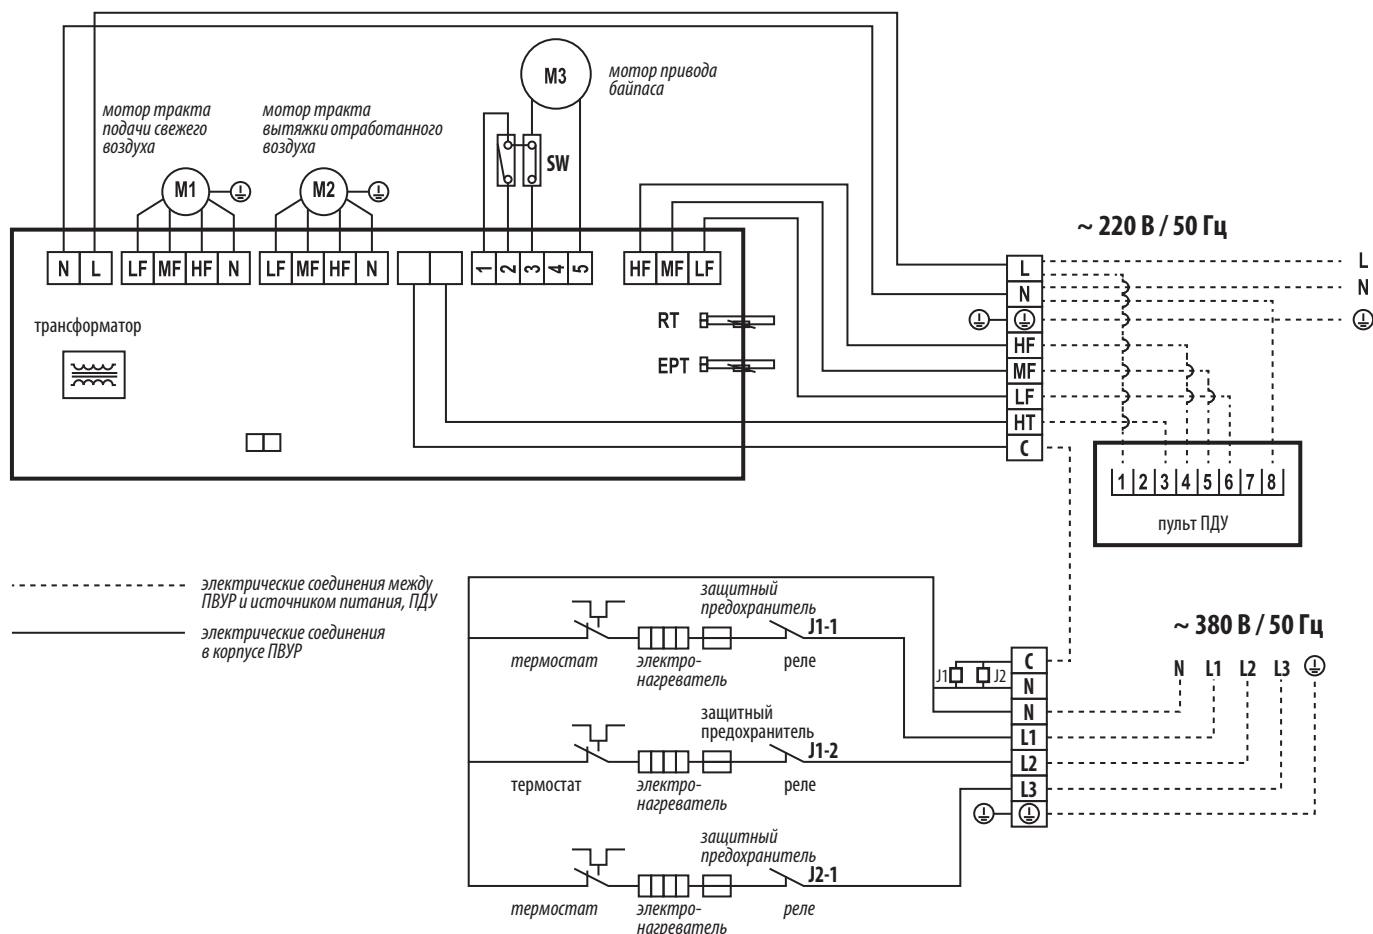 M3
мотор привода
байпаса
мотор тракта
подачи свежего
воздуха
мотор тракта
вытяжки отработанного
воздуха
SW
M1
M2
~ 220 В / 50 Гц
N L
LF MF HF N
LF MF HF N
1 2 3 4 5
HF MF LF
трансформатор
RT
EPT
L
N
HF
MF
LF
HT
C
L
N
1 2 3 4 5 6 7 8
пульт ПДУ
электрические соединения между
ПВУР и источником питания, ПДУ
электрические соединения
в корпусе ПВУР
защитный
предохранитель
J1-1
термостат
электро-
нагреватель
реле
защитный
предохранитель
J1-2
термостат
электро-
нагреватель
реле
защитный
предохранитель
J2-1
термостат
электро-
нагреватель
реле
~ 380 В / 50 Гц
J1 J2
C
N
N
L1
L2
L3
N L1 L2 L3